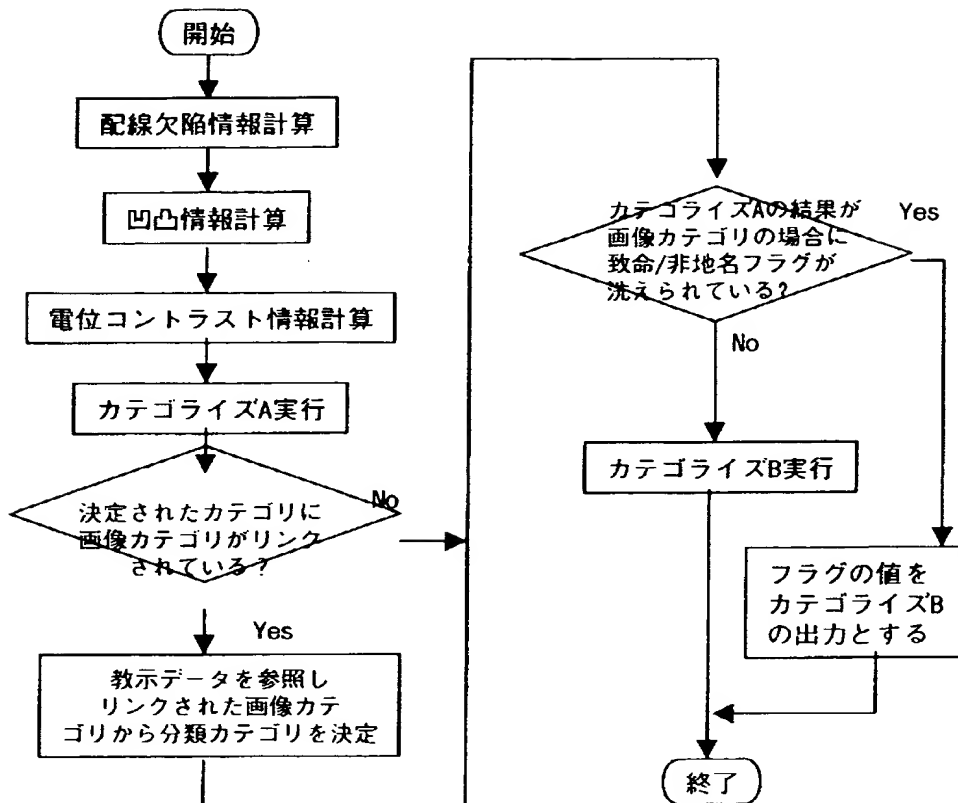 開始
配線欠陥情報計算
凹凸情報計算
電位コントラスト情報計算
カテゴライズA実行
決定されたカテゴリに
画像カテゴリがリンク
されている？
No
Yes
教示データを参照し
リンクされた画像カテ
ゴリから分類カテゴリを決定
カテゴライズAの結果が
画像カテゴリの場合に
致命/非地名フラグが
洗えられている？
Yes
No
カテゴライズB実行
フラグの値を
カテゴライズB
の出力とする
終了